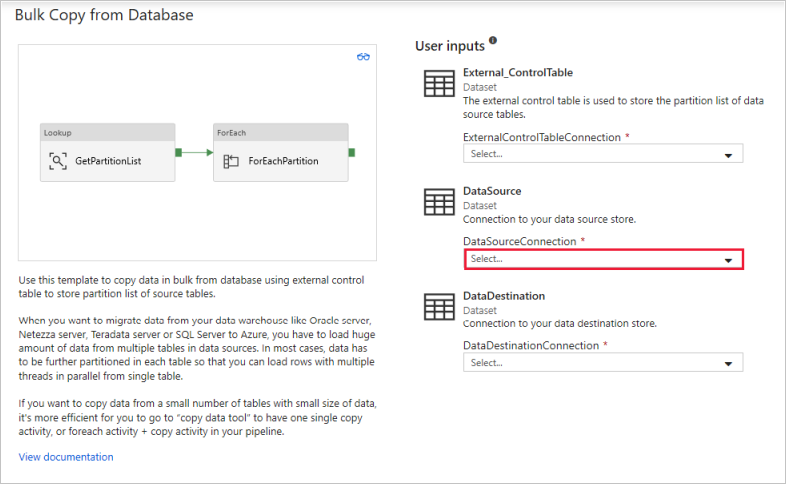 Bulk Copy from Database
Lookup
GetPartitionList
ForEach
ForEachPartition
Use this template to copy data in bulk from database using external control
table to store partition list of source tables.
When you want to migrate data from your data warehouse like Oracle server,
Netezza server, Teradata server or SQL Server to Azure, you have to load huge
amount of data from multiple tables in data sources. In most cases, data has
to be further partitioned in each table so that you can load rows with multiple
threads in parallel from single table.
If you want to copy data from a small number of tables with small size of data,
it's more efficient for you to go to “copy data tool” to have one single copy
activity, or foreach activity + copy activity in your pipeline.
View documentation
User inputs
External_ControlTable
Dataset
The external control table is used to store the partition list of data
source tables.
ExternalControlTableConnection *
Select...
DataSource
Dataset
Connection to your data source store.
DataSourceConnection *
Select...
DataDestination
Dataset
Connection to your data destination store.
DataDestinationConnection *
Select...